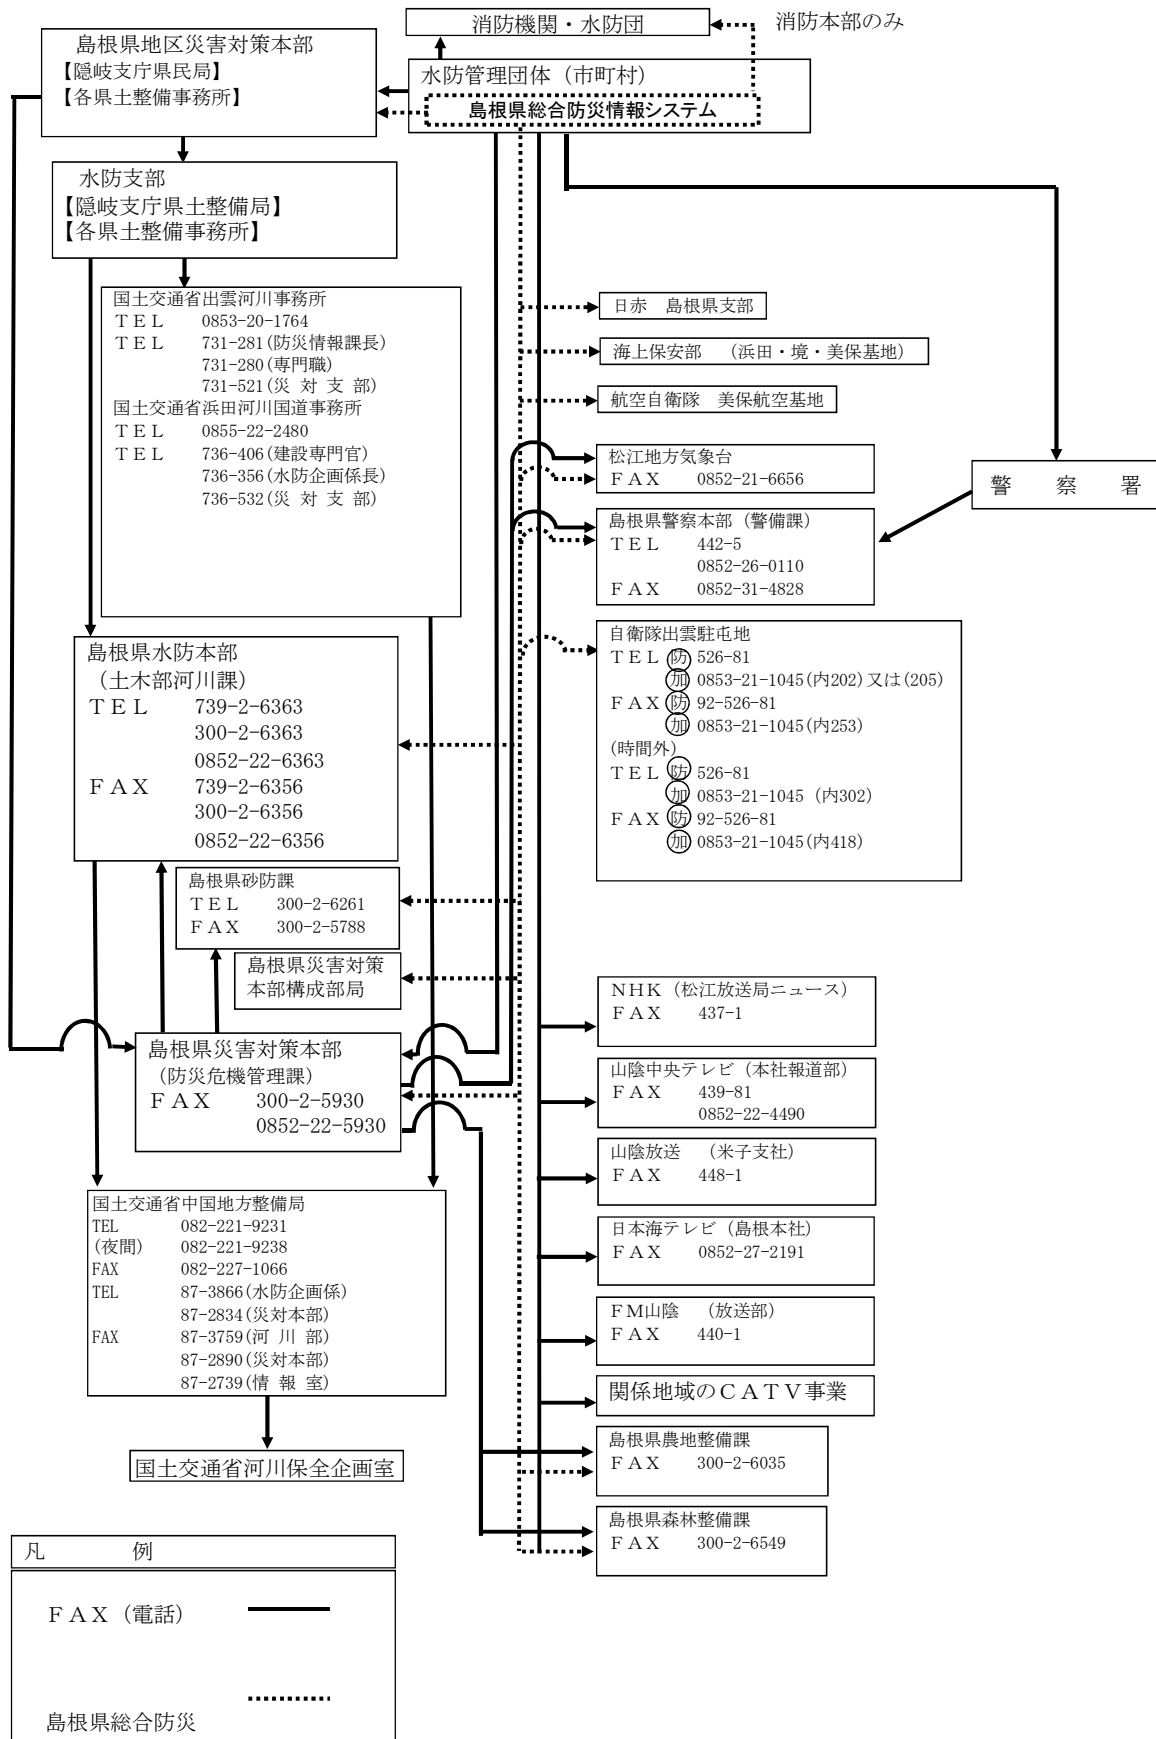 消防機関・水防団
消防本部のみ
島根県地区災害対策本部
【隠岐支庁県民局】
【各県土整備事務所】
水防管理団体（市町村）
島根県総合防災情報システム
水防支部
【隠岐支庁県土整備局】
【各県土整備事務所】
国土交通省出雲河川事務所
ＴＥＬ 0853-20-1764
ＴＥＬ 731-281(防災情報課長)
731-280(専門職)
731-521(災 対 支 部)
国土交通省浜田河川国道事務所
ＴＥＬ 0855-22-2480
ＴＥＬ 736-406(建設専門官)
736-356(水防企画係長)
736-532(災 対 支 部)
日赤　島根県支部
海上保安部　（浜田・境・美保基地）
航空自衛隊　美保航空基地
松江地方気象台
ＦＡＸ 0852-21-6656
警　察　署
島根県警察本部（警備課）
ＴＥＬ 442-5
0852-26-0110
ＦＡＸ 0852-31-4828
自衛隊出雲駐屯地
ＴＥＬ 防 526-81
加 0853-21-1045(内202)又は(205)
ＦＡＸ 防 92-526-81
加 0853-21-1045(内253)
(時間外)
ＴＥＬ 防 526-81
加 0853-21-1045（内302）
ＦＡＸ 防 92-526-81
加 0853-21-1045(内418)
島根県水防本部
（土木部河川課）
ＴＥＬ 739-2-6363
300-2-6363
0852-22-6363
ＦＡＸ 739-2-6356
300-2-6356
0852-22-6356
島根県砂防課
ＴＥＬ 300-2-6261
ＦＡＸ 300-2-5788
島根県災害対策
本部構成部局
島根県災害対策本部
（防災危機管理課）
ＦＡＸ 300-2-5930
0852-22-5930
国土交通省中国地方整備局
TEL 082-221-9231
(夜間) 082-221-9238
FAX 082-227-1066
TEL 87-3866(水防企画係)
87-2834(災対本部)
FAX 87-3759(河 川 部)
87-2890(災対本部)
87-2739(情 報 室)
国土交通省河川保全企画室
ＮＨＫ（松江放送局ニュース）
ＦＡＸ 437-1
山陰中央テレビ（本社報道部）
ＦＡＸ 439-81
0852-22-4490
山陰放送　（米子支社）
ＦＡＸ 448-1
日本海テレビ（島根本社）
ＦＡＸ 0852-27-2191
ＦＭ山陰　（放送部）
ＦＡＸ 440-1
関係地域のＣＡＴＶ事業
島根県農地整備課
ＦＡＸ 300-2-6035
島根県森林整備課
ＦＡＸ 300-2-6549
凡　　例
ＦＡＸ（電話）
島根県総合防災